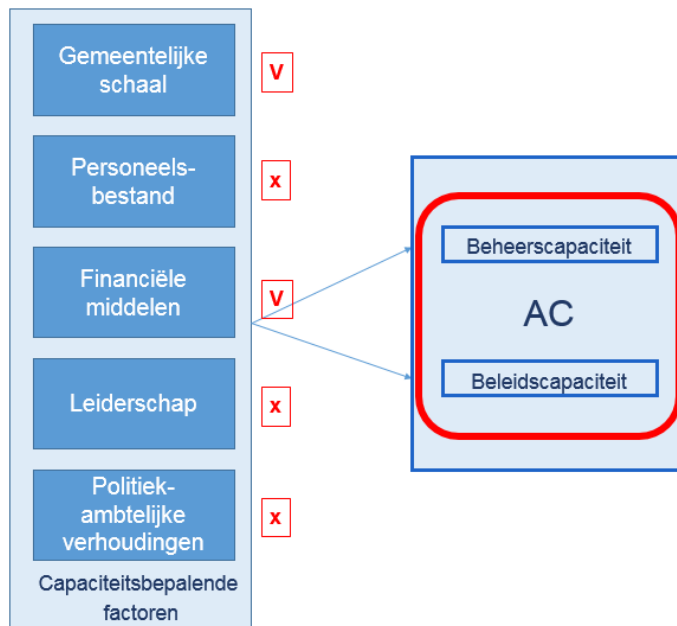 Gemeentelijke
schaal
V
Personeels-
bestand
x
Financiële
middelen
V
Leiderschap
x
Politiek-
ambtelijke
verhoudingen
x
Capaciteitsbepalende
factoren
Beheerscapaciteit
AC
Beleidscapaciteit